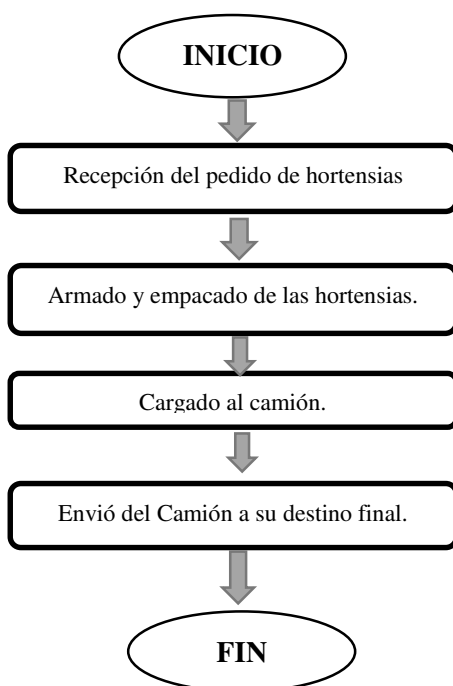 INICIO
Recepción del pedido de hortensias
Armado y empacado de las hortensias.
Cargado al camión.
Envió del Camión a su destino final.
FIN